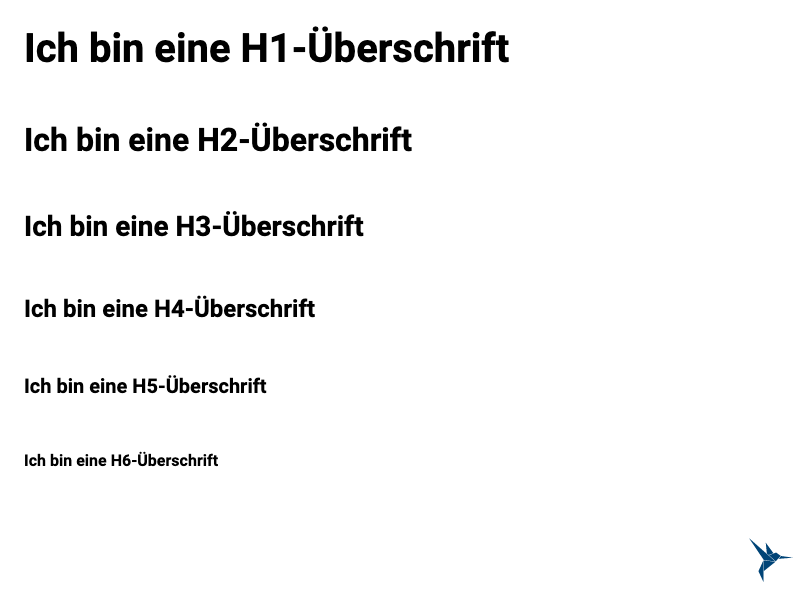 Ich bin eine H1-Überschrift
Ich bin eine H2-Überschrift
Ich bin eine H3-Überschrift
Ich bin eine H4-Überschrift
Ich bin eine H5-Überschrift
Ich bin eine H6-Überschrift